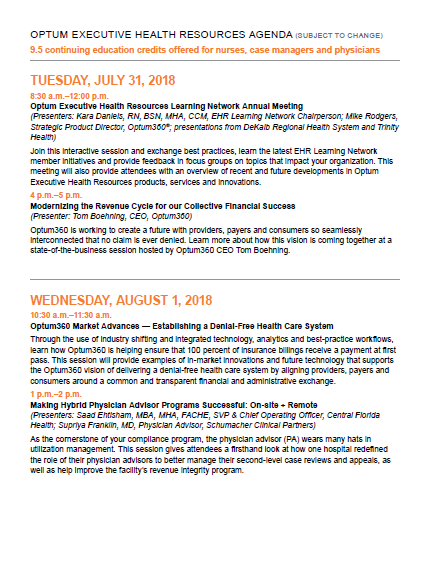 OPTUM EXECUTIVE HEALTH RESOURCES AGENDA (SUBJECT TO CHANGE)
9.5 continuing education credits offered for nurses, case managers and physicians
TUESDAY, JULY 31, 2018
8:30 a.m.–12:00 p.m.
Optum Executive Health Resources Learning Network Annual Meeting
(Presenters: Kara Daniels, RN, BSN, MHA, CCM, EHR Learning Network Chairperson; Mike Rodgers,
Strategic Product Director, Optum360®; presentations from DeKalb Regional Health System and Trinity
Health)
Join this interactive session and exchange best practices, learn the latest EHR Learning Network
member initiatives and provide feedback in focus groups on topics that impact your organization. This
meeting will also provide attendees with an overview of recent and future developments in Optum
Executive Health Resources products, services and innovations.
4 p.m.–5 p.m.
Modernizing the Revenue Cycle for our Collective Financial Success
(Presenter: Tom Boehning, CEO, Optum360)
Optum360 is working to create a future with providers, payers and consumers so seamlessly
interconnected that no claim is ever denied. Learn more about how this vision is coming together at a
state-of-the-business session hosted by Optum360 CEO Tom Boehning.
WEDNESDAY, AUGUST 1, 2018
10:30 a.m.–11:30 a.m.
Optum360 Market Advances — Establishing a Denial-Free Health Care System
Through the use of industry shifting and integrated technology, analytics and best-practice workflows,
learn how Optum360 is helping ensure that 100 percent of insurance billings receive a payment at first
pass. This session will provide examples of in-market innovations and future technology that supports
the Optum360 vision of delivering a denial-free health care system by aligning providers, payers and
consumers around a common and transparent financial and administrative exchange.
1 p.m.–2 p.m.
Making Hybrid Physician Advisor Programs Successful: On-site + Remote
(Presenters: Saad Ehtisham, MBA, MHA, FACHE, SVP & Chief Operating Officer, Central Florida
Health; Supriya Franklin, MD, Physician Advisor, Schumacher Clinical Partners)
As the cornerstone of your compliance program, the physician advisor (PA) wears many hats in
utilization management. This session gives attendees a firsthand look at how one hospital redefined
the role of their physician advisors to better manage their second-level case reviews and appeals, as
well as help improve the facility's revenue integrity program.